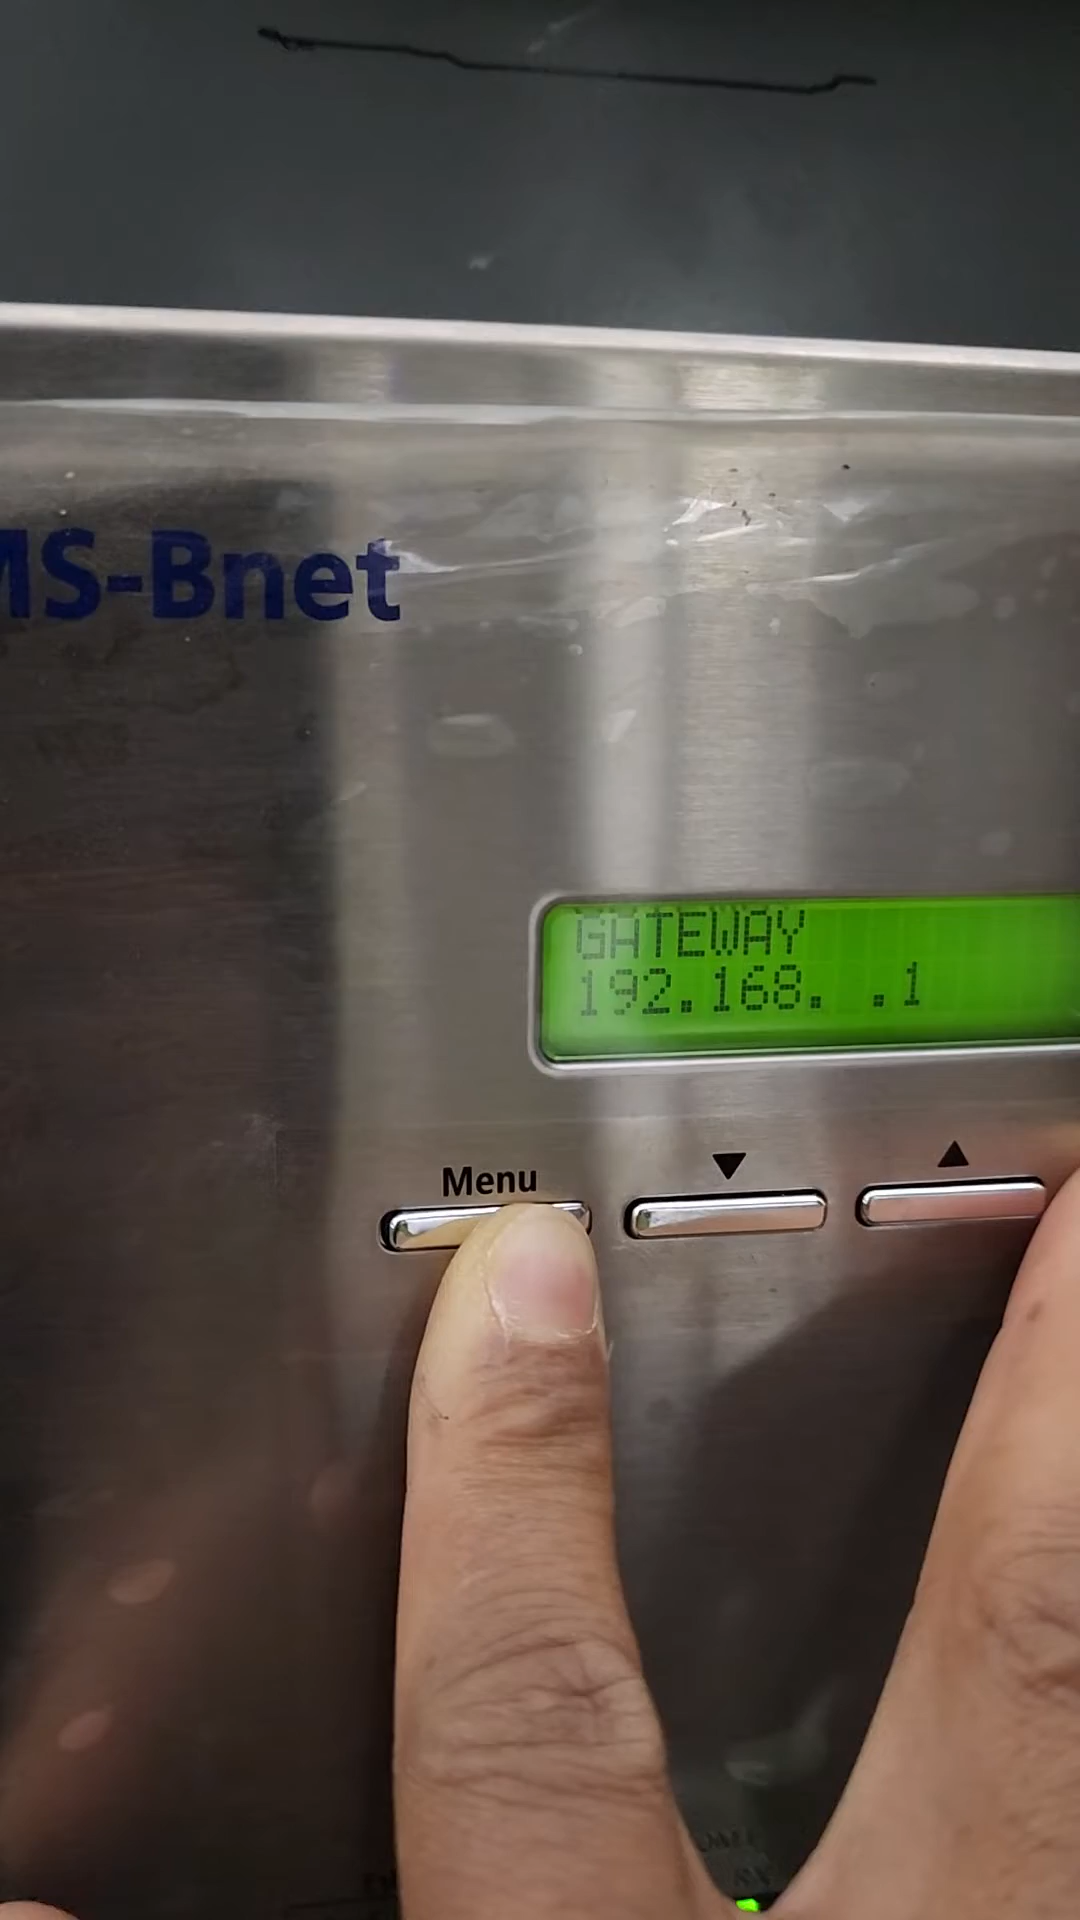 MS-Bnet
GATEWAY
192.168. .1
Menu
▼ ▲